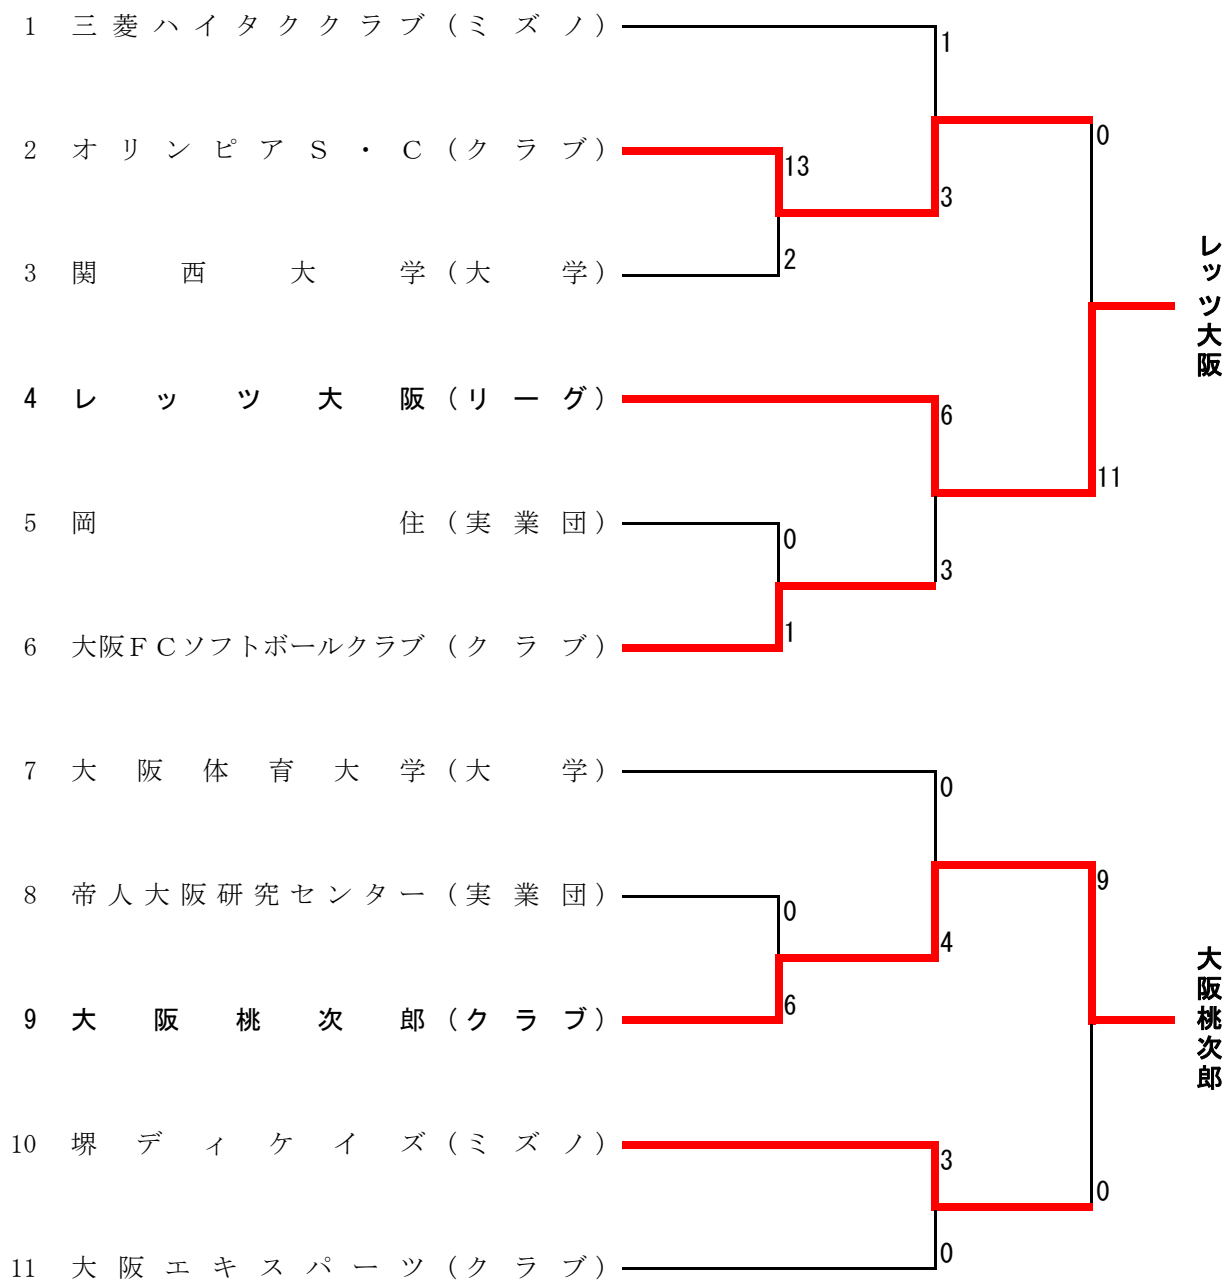 1 三菱ハイタククラブ(ミズノ)
1
2 オリンピアS・C(クラブ)
13
3
0
3 関西大学(大学)
2
レッツ大阪
4 レッツ大阪(リーグ)
6
11
5 岡住(実業団)
0
3
6 大阪FCソフトボールクラブ(クラブ)
1
7 大阪体育大学(大学)
0
8 帝人大阪研究センター(実業団)
0
4
9
9 大阪桃次郎(クラブ)
6
大阪桃次郎
10 堺ディケイズ(ミズノ)
3
0
11 大阪エキスパーツ(クラブ)
0